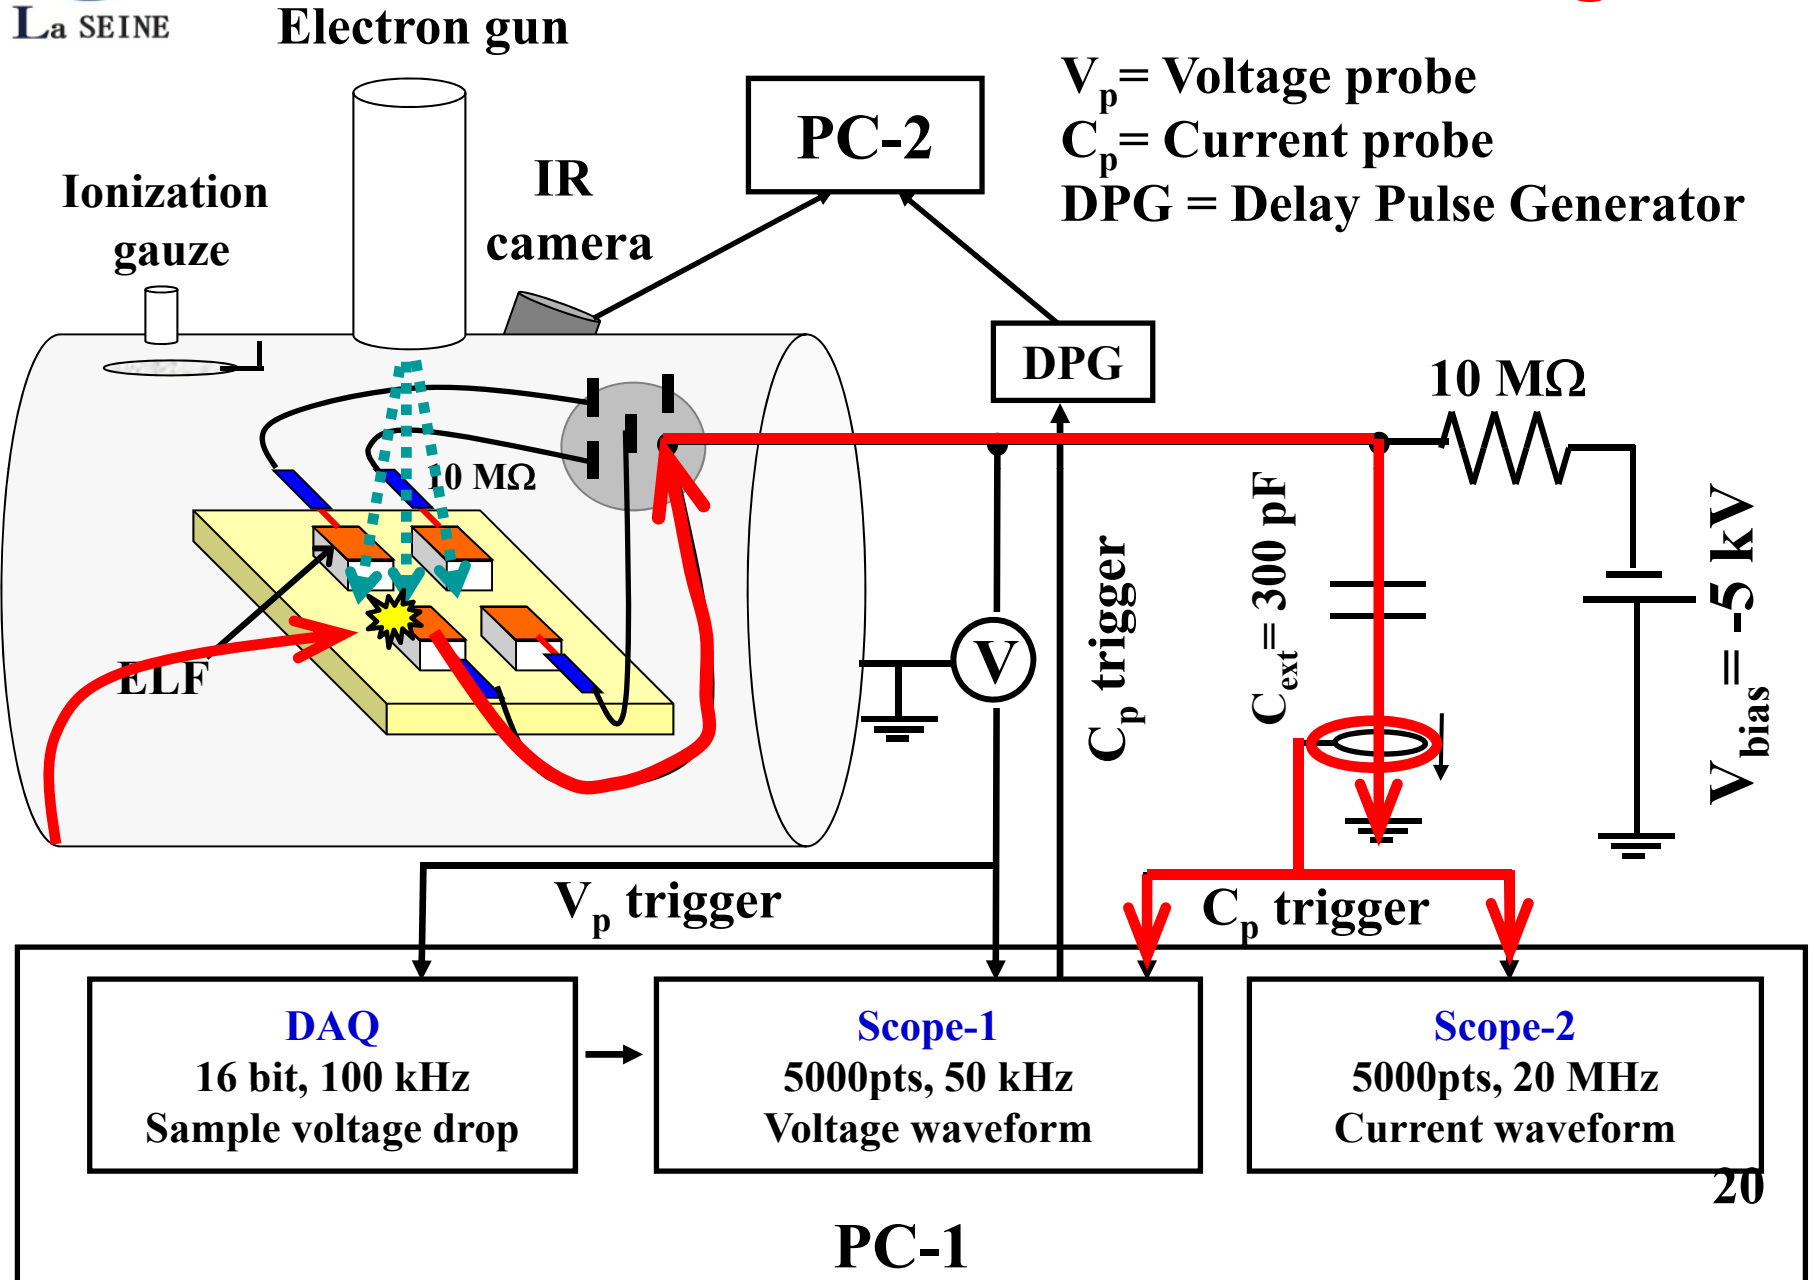 La SEINE
Electron gun
Vp= Voltage probe
Cp= Current probe
DPG = Delay Pulse Generator
PC-2
IR
camera
Ionization
gauze
DPG
10 MΩ
10 MΩ
Cp trigger
Cext= 300 pF
Vbias = -5 kV
ELF
V
Vp trigger
Cp trigger
DAQ
16 bit, 100 kHz
Sample voltage drop
Scope-1
5000pts, 50 kHz
Voltage waveform
Scope-2
5000pts, 20 MHz
Current waveform
20
PC-1